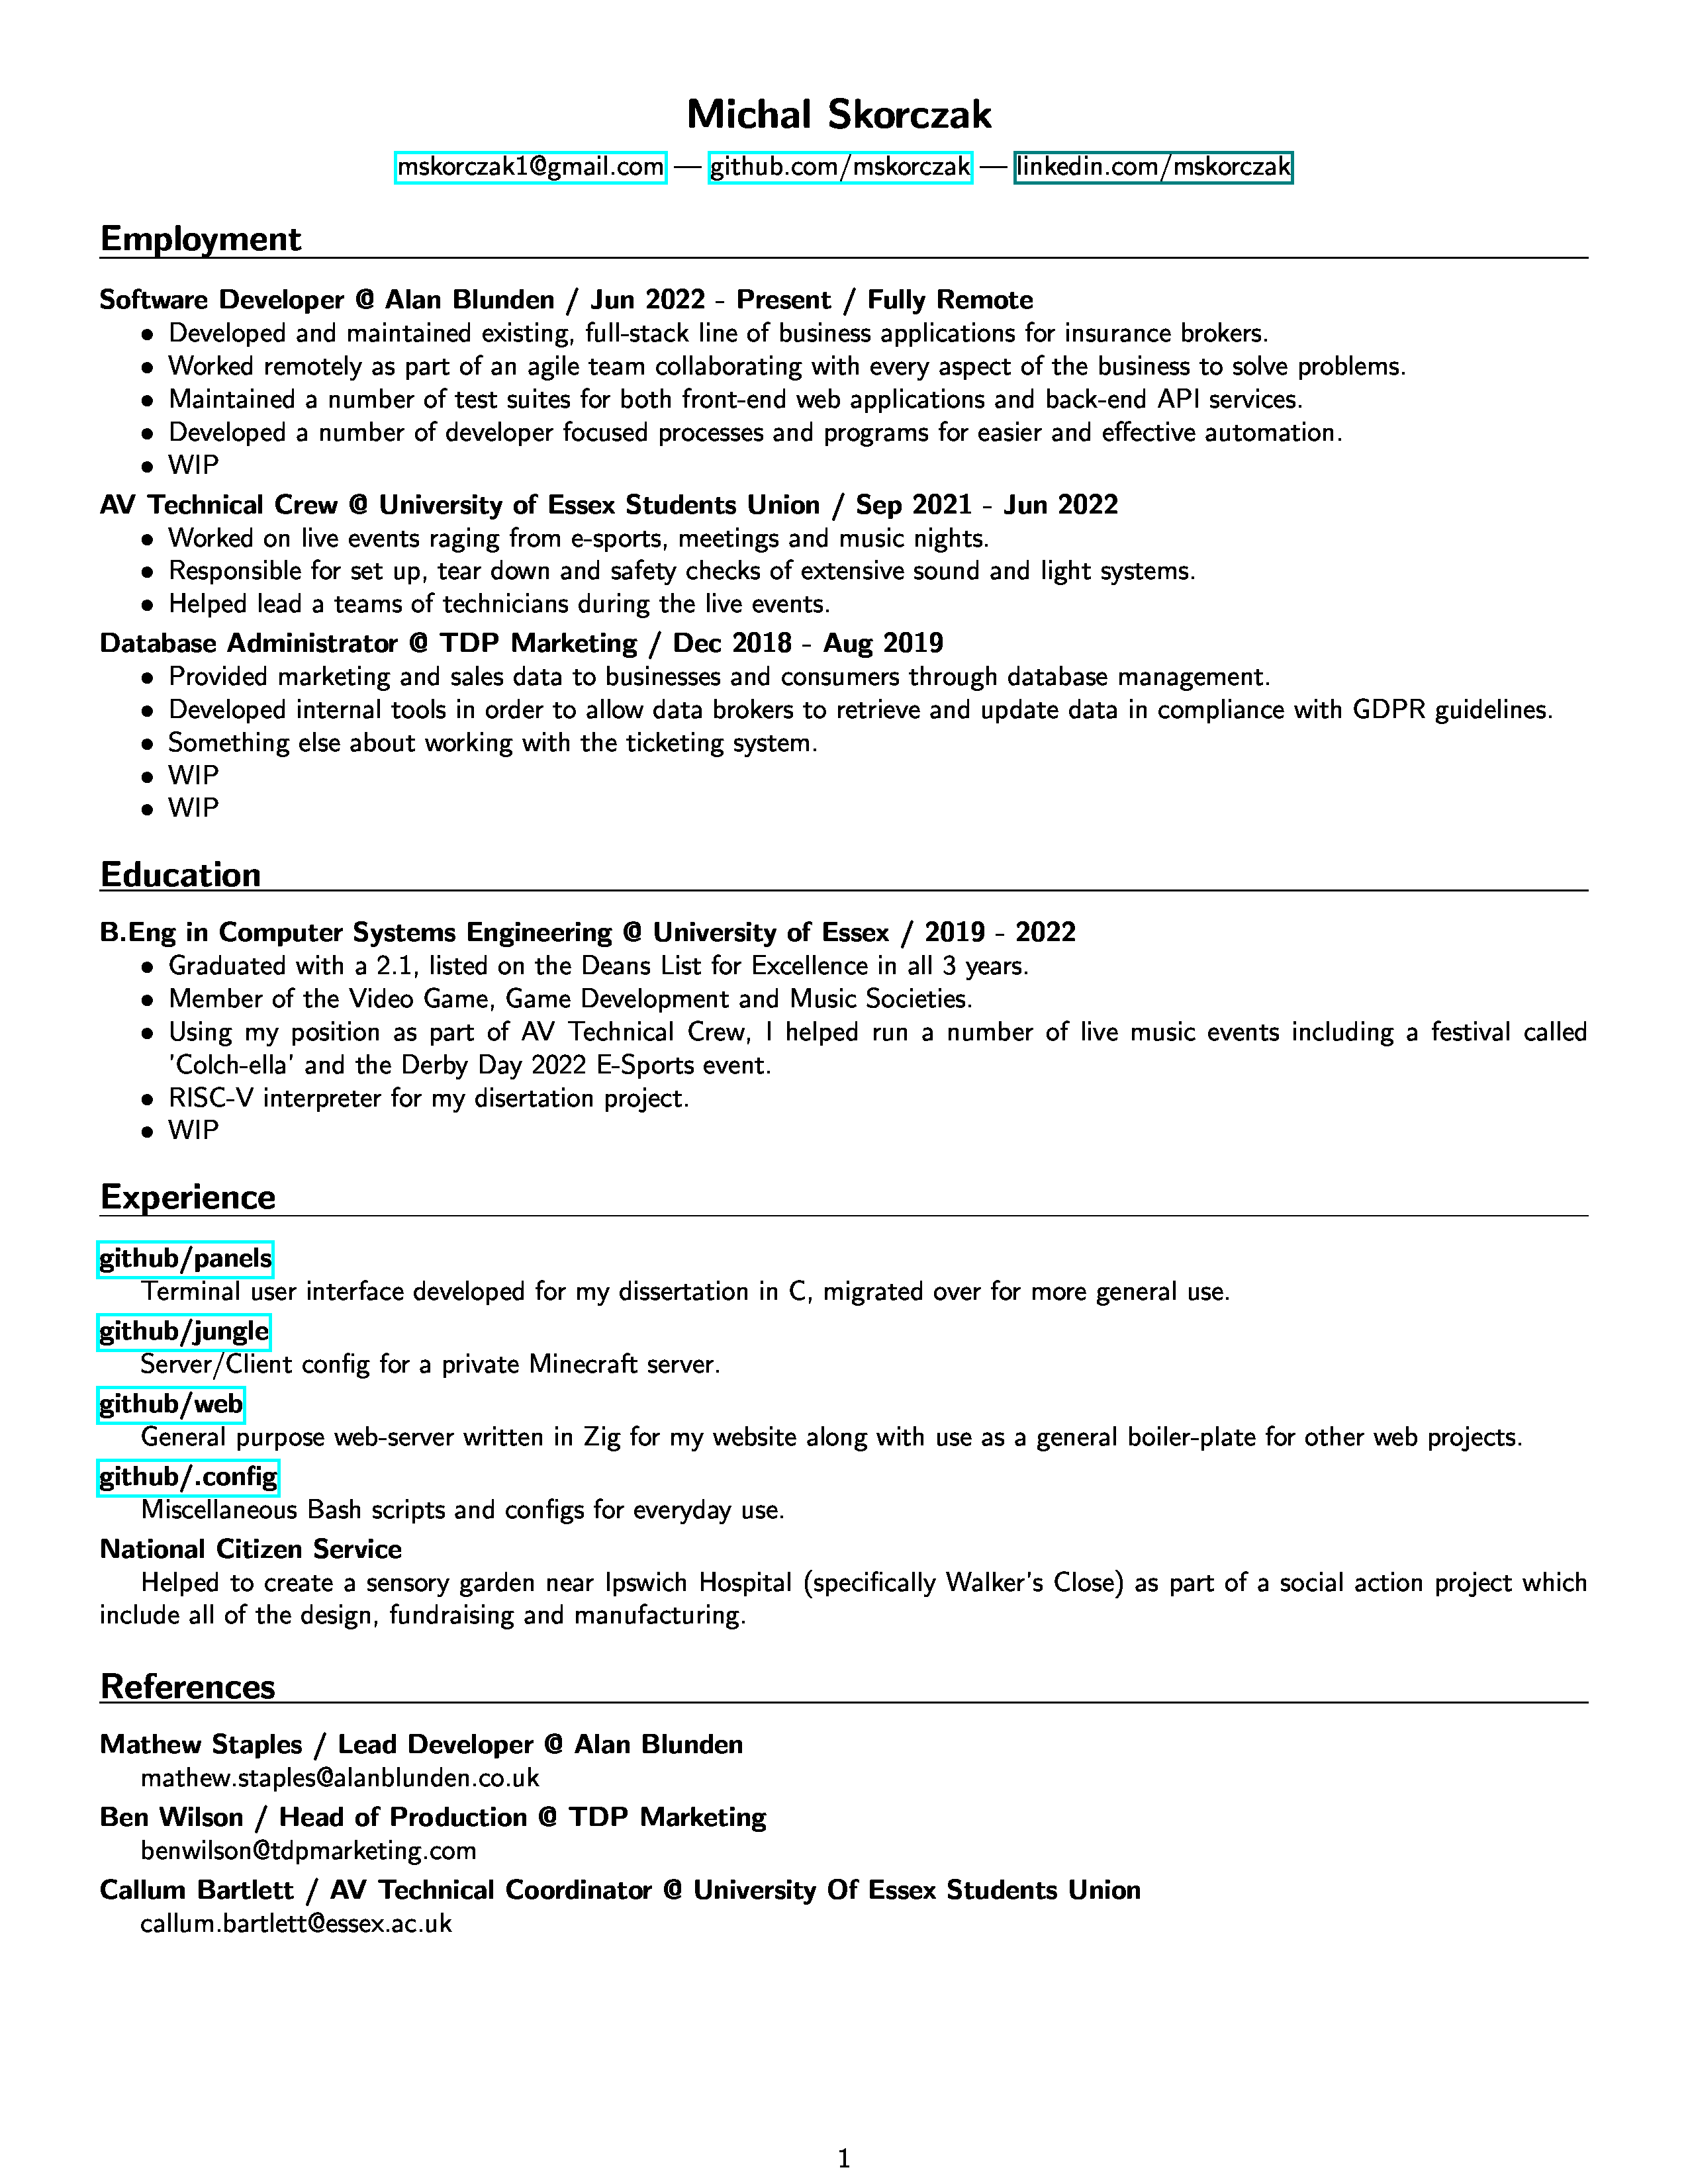 Michal Skorczak
mskorczak1@gmail.com — github.com/mskorczak — linkedin.com/mskorczak
Employment
Software Developer @ Alan Blunden / Jun 2022 - Present / Fully Remote
• Developed and maintained existing, full-stack line of business applications for insurance brokers.
• Worked remotely as part of an agile team collaborating with every aspect of the business to solve problems.
• Maintained a number of test suites for both front-end web applications and back-end API services.
• Developed a number of developer focused processes and programs for easier and effective automation.
• WIP
AV Technical Crew @ University of Essex Students Union / Sep 2021 - Jun 2022
• Worked on live events raging from e-sports, meetings and music nights.
• Responsible for set up, tear down and safety checks of extensive sound and light systems.
• Helped lead a teams of technicians during the live events.
Database Administrator @ TDP Marketing / Dec 2018 - Aug 2019
• Provided marketing and sales data to businesses and consumers through database management.
• Developed internal tools in order to allow data brokers to retrieve and update data in compliance with GDPR guidelines.
• Something else about working with the ticketing system.
• WIP
• WIP
Education
B.Eng in Computer Systems Engineering @ University of Essex / 2019 - 2022
• Graduated with a 2.1, listed on the Deans List for Excellence in all 3 years.
• Member of the Video Game, Game Development and Music Societies.
• Using my position as part of AV Technical Crew, I helped run a number of live music events including a festival called
'Colch-ella' and the Derby Day 2022 E-Sports event.
• RISC-V interpreter for my disertation project.
• WIP
Experience
github/panels
Terminal user interface developed for my dissertation in C, migrated over for more general use.
github/jungle
Server/Client config for a private Minecraft server.
github/web
General purpose web-server written in Zig for my website along with use as a general boiler-plate for other web projects.
github/.config
Miscellaneous Bash scripts and configs for everyday use.
National Citizen Service
Helped to create a sensory garden near Ipswich Hospital (specifically Walker's Close) as part of a social action project which
include all of the design, fundraising and manufacturing.
References
Mathew Staples / Lead Developer @ Alan Blunden
mathew.staples@alanblunden.co.uk
Ben Wilson / Head of Production @ TDP Marketing
benwilson@tdpmarketing.com
Callum Bartlett / AV Technical Coordinator @ University Of Essex Students Union
callum.bartlett@essex.ac.uk
1